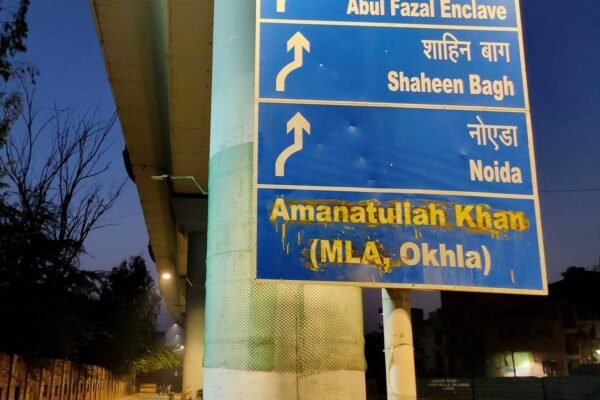 Abul Fazal Enclave
शाहिन बाग
Shaheen Bagh
नोएडा
Noida
Amanatullah Khan
(MLA, Okhla)